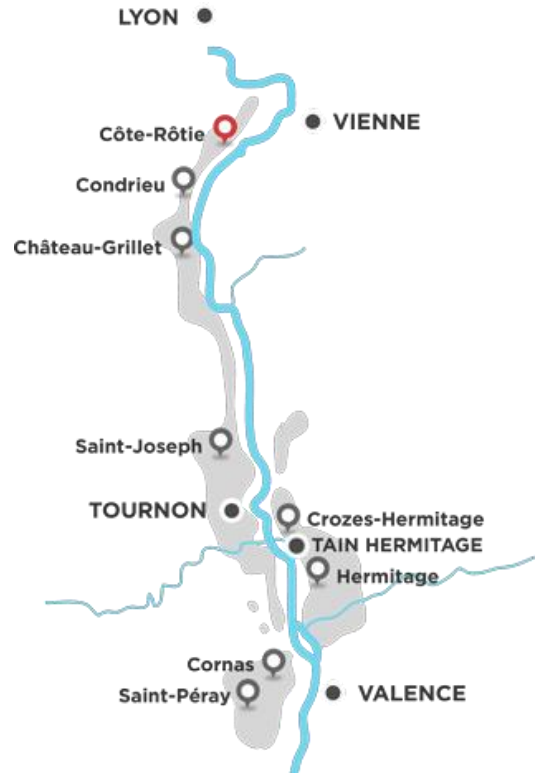 LYON
VIENNE
Côte-Rôtie
Condrieu
Château-Grillet
Saint-Joseph
TOURNON
Crozes-Hermitage
TAIN HERMITAGE
Hermitage
Cornas
Saint-Péray
VALENCE